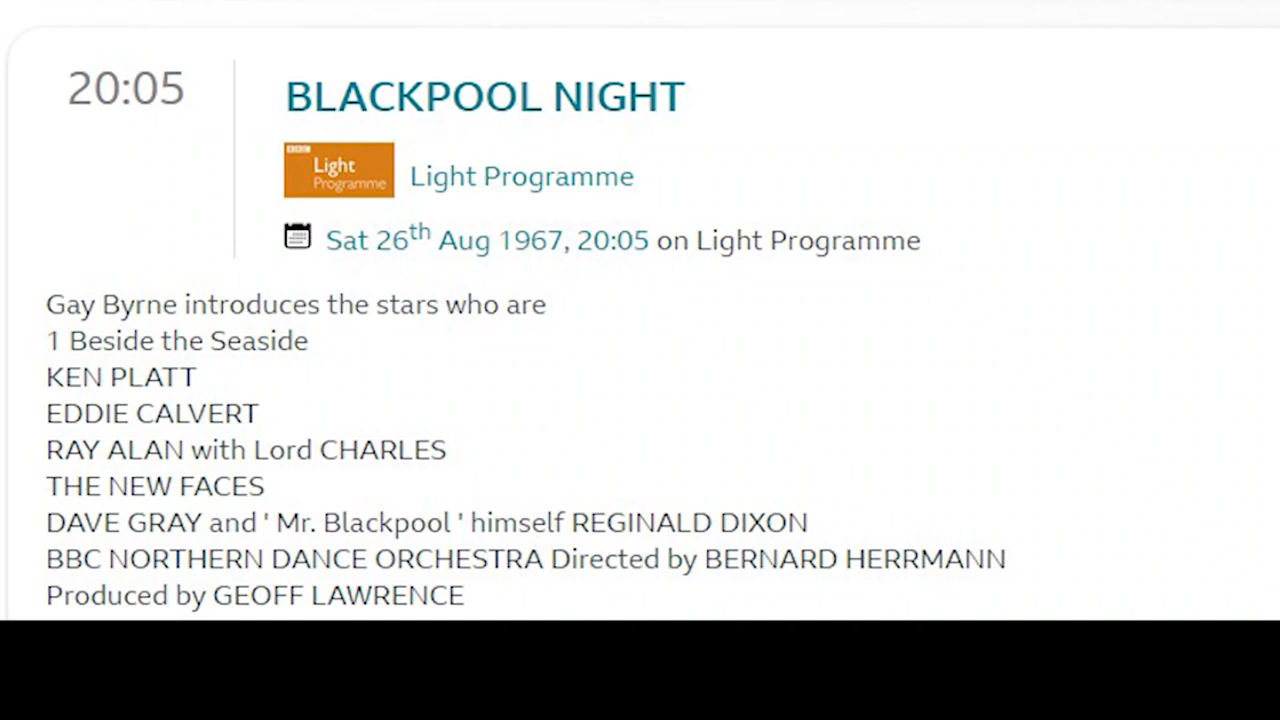 20:05
BLACKPOOL NIGHT
BBC
Light
Programme
Light Programme
Sat 26th Aug 1967, 20:05 on Light Programme
Gay Byrne introduces the stars who are
1 Beside the Seaside
KEN PLATT
EDDIE CALVERT
RAY ALAN with Lord CHARLES
THE NEW FACES
DAVE GRAY and ' Mr. Blackpool ' himself REGINALD DIXON
BBC NORTHERN DANCE ORCHESTRA Directed by BERNARD HERRMANN
Produced by GEOFF LAWRENCE